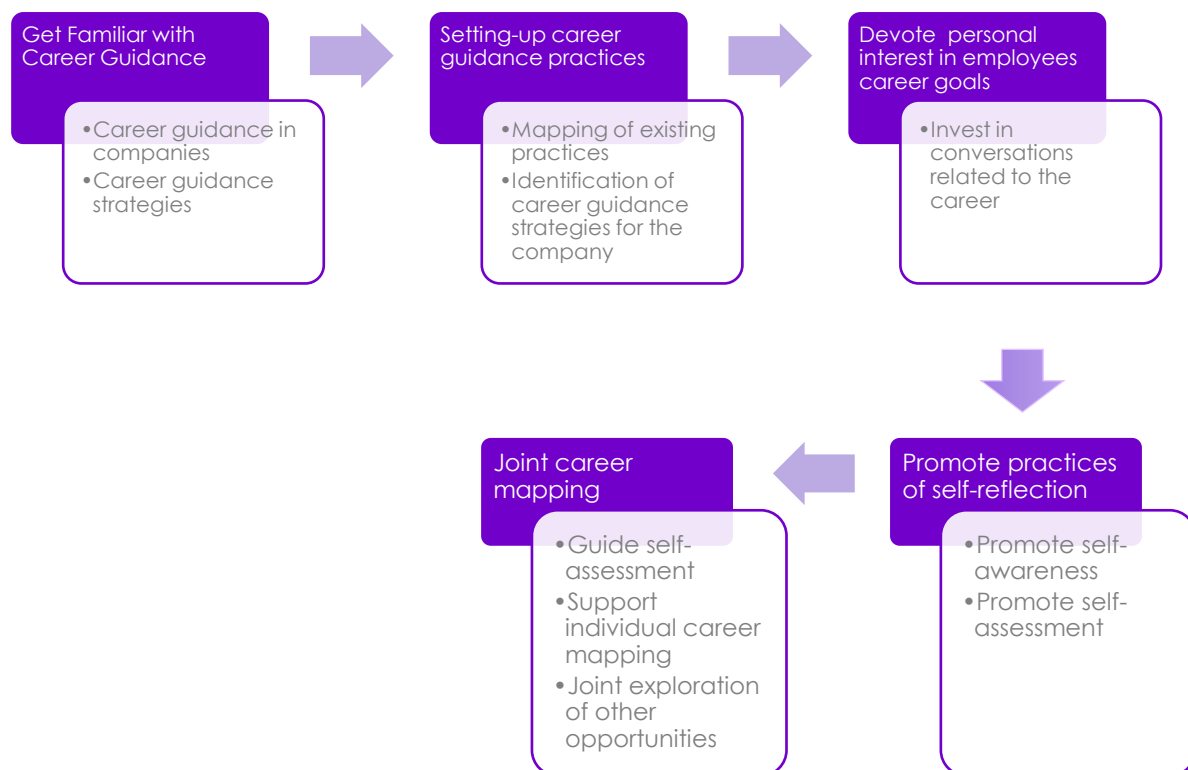 Get Familiar with
Career Guidance
•Career guidance in
companies
•Career guidance
strategies
Setting-up career
guidance practices
•Mapping of existing
practices
•Identification of
career guidance
strategies for the
company
Devote  personal
interest in employees
career goals
•Invest in
conversations
related to the
career
Promote practices
of self-reflection
•Promote self-
awareness
•Promote self-
assessment
Joint career
mapping
•Guide self-
assessment
•Support
individual career
mapping
•Joint exploration
of other
opportunities